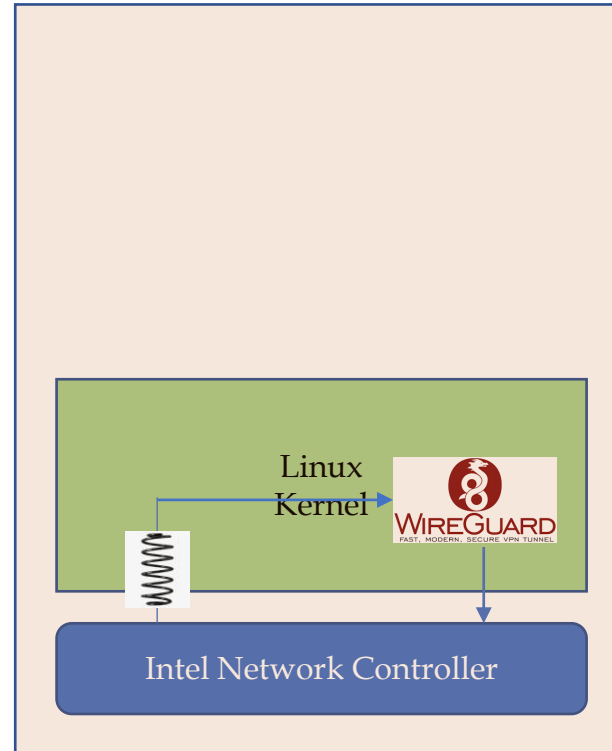 Linux
Kernel
WIREGUARD
FAST, MODERN, SECURE VPN TUNNEL
Intel Network Controller